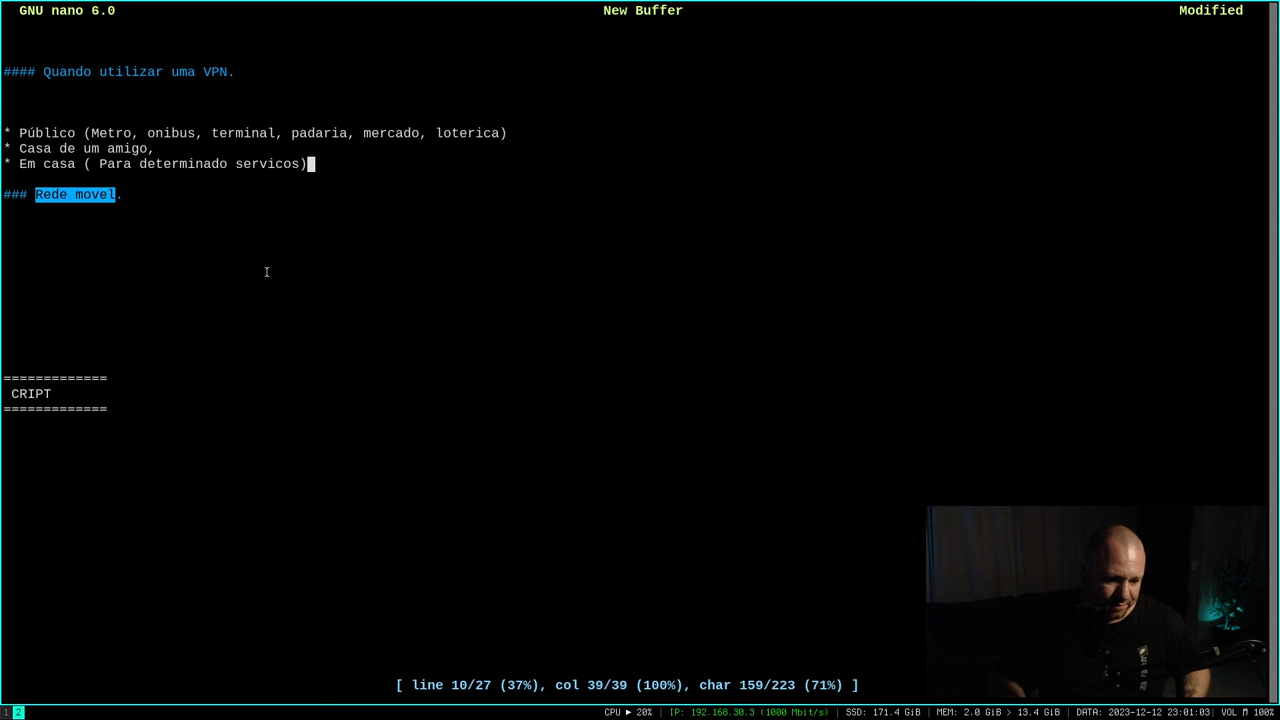 GNU nano 6.0 New Buffer Modified
#### Quando utilizar uma VPN.
* Público (Metro, onibus, terminal, padaria, mercado, loterica)
* Casa de um amigo,
* Em casa ( Para determinado servicos)
### Rede movel.
=============
CRIPT
=============
[ line 10/27 (37%), col 39/39 (100%), char 159/223 (71%) ]
1 2 CPU ► 20% | IP: 192.168.30.3 (1000 Mbit/s) | SSD: 171.4 GiB | MEM: 2.0 GiB > 13.4 GiB | DATA: 2023-12-12 23:01:03| VOL ♬ 100%